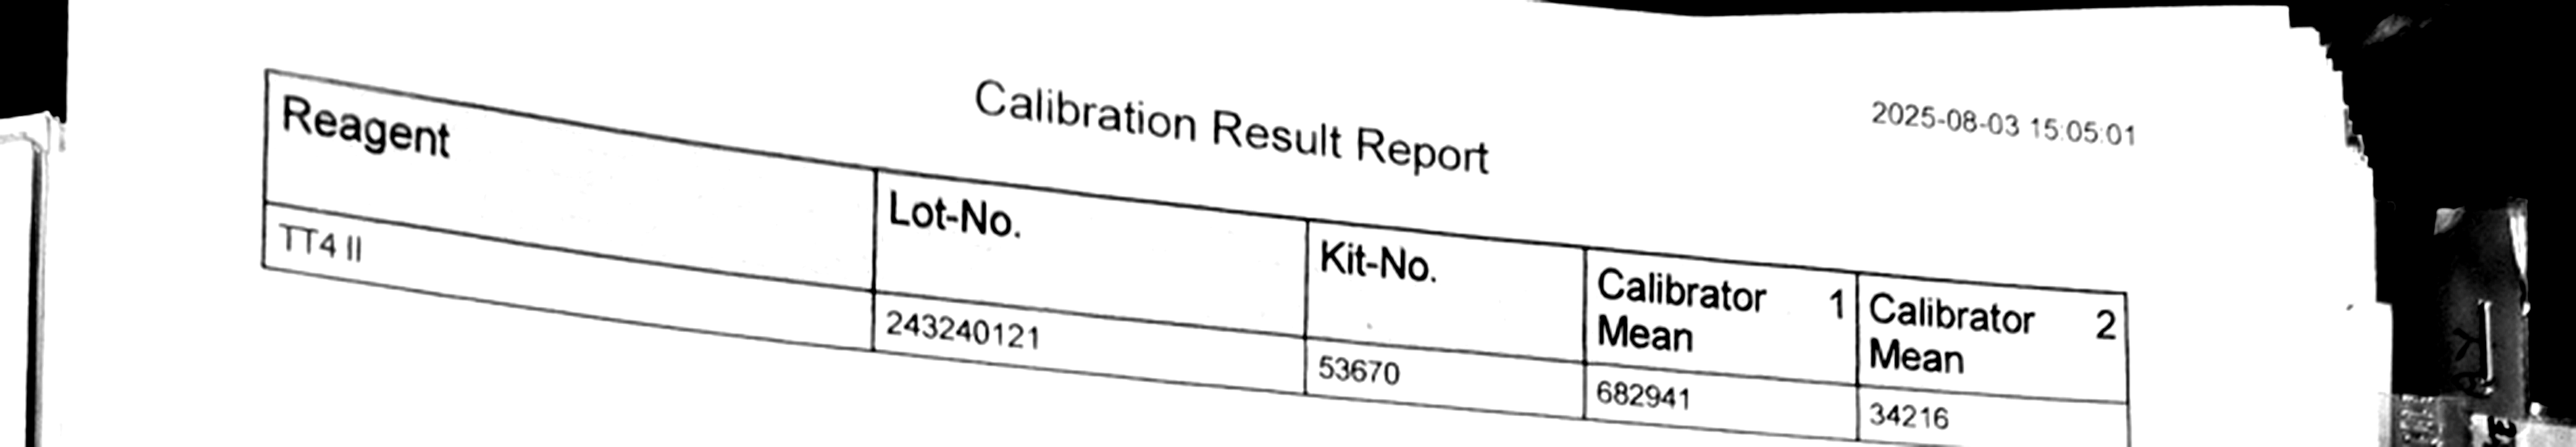 Calibration Result Report
2025-08-03 15:05:01
Reagent Lot-No. Kit-No. Calibrator 1 Mean Calibrator 2 Mean
TT4 II 243240121 53670 682941 34216